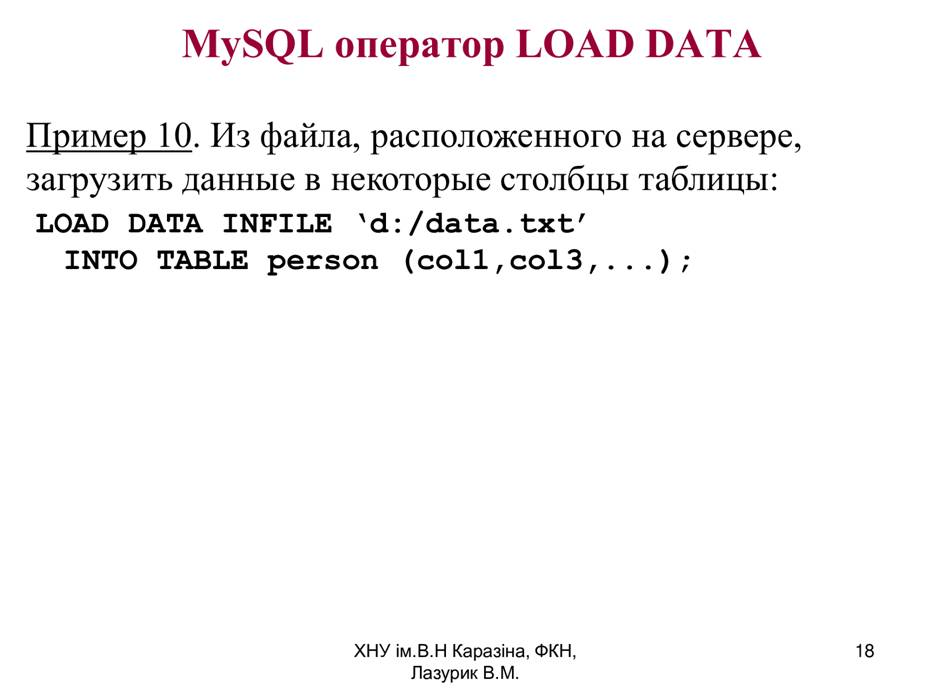 MySQL оператор LOAD DATA
Пример 10. Из файла, расположенного на сервере,
загрузить данные в некоторые столбцы таблицы:
LOAD DATA INFILE ‘d:/data.txt’
INTO TABLE person (col1,col3,...);
ХНУ ім.В.Н Каразіна, ФКН,
Лазурик В.М.
18